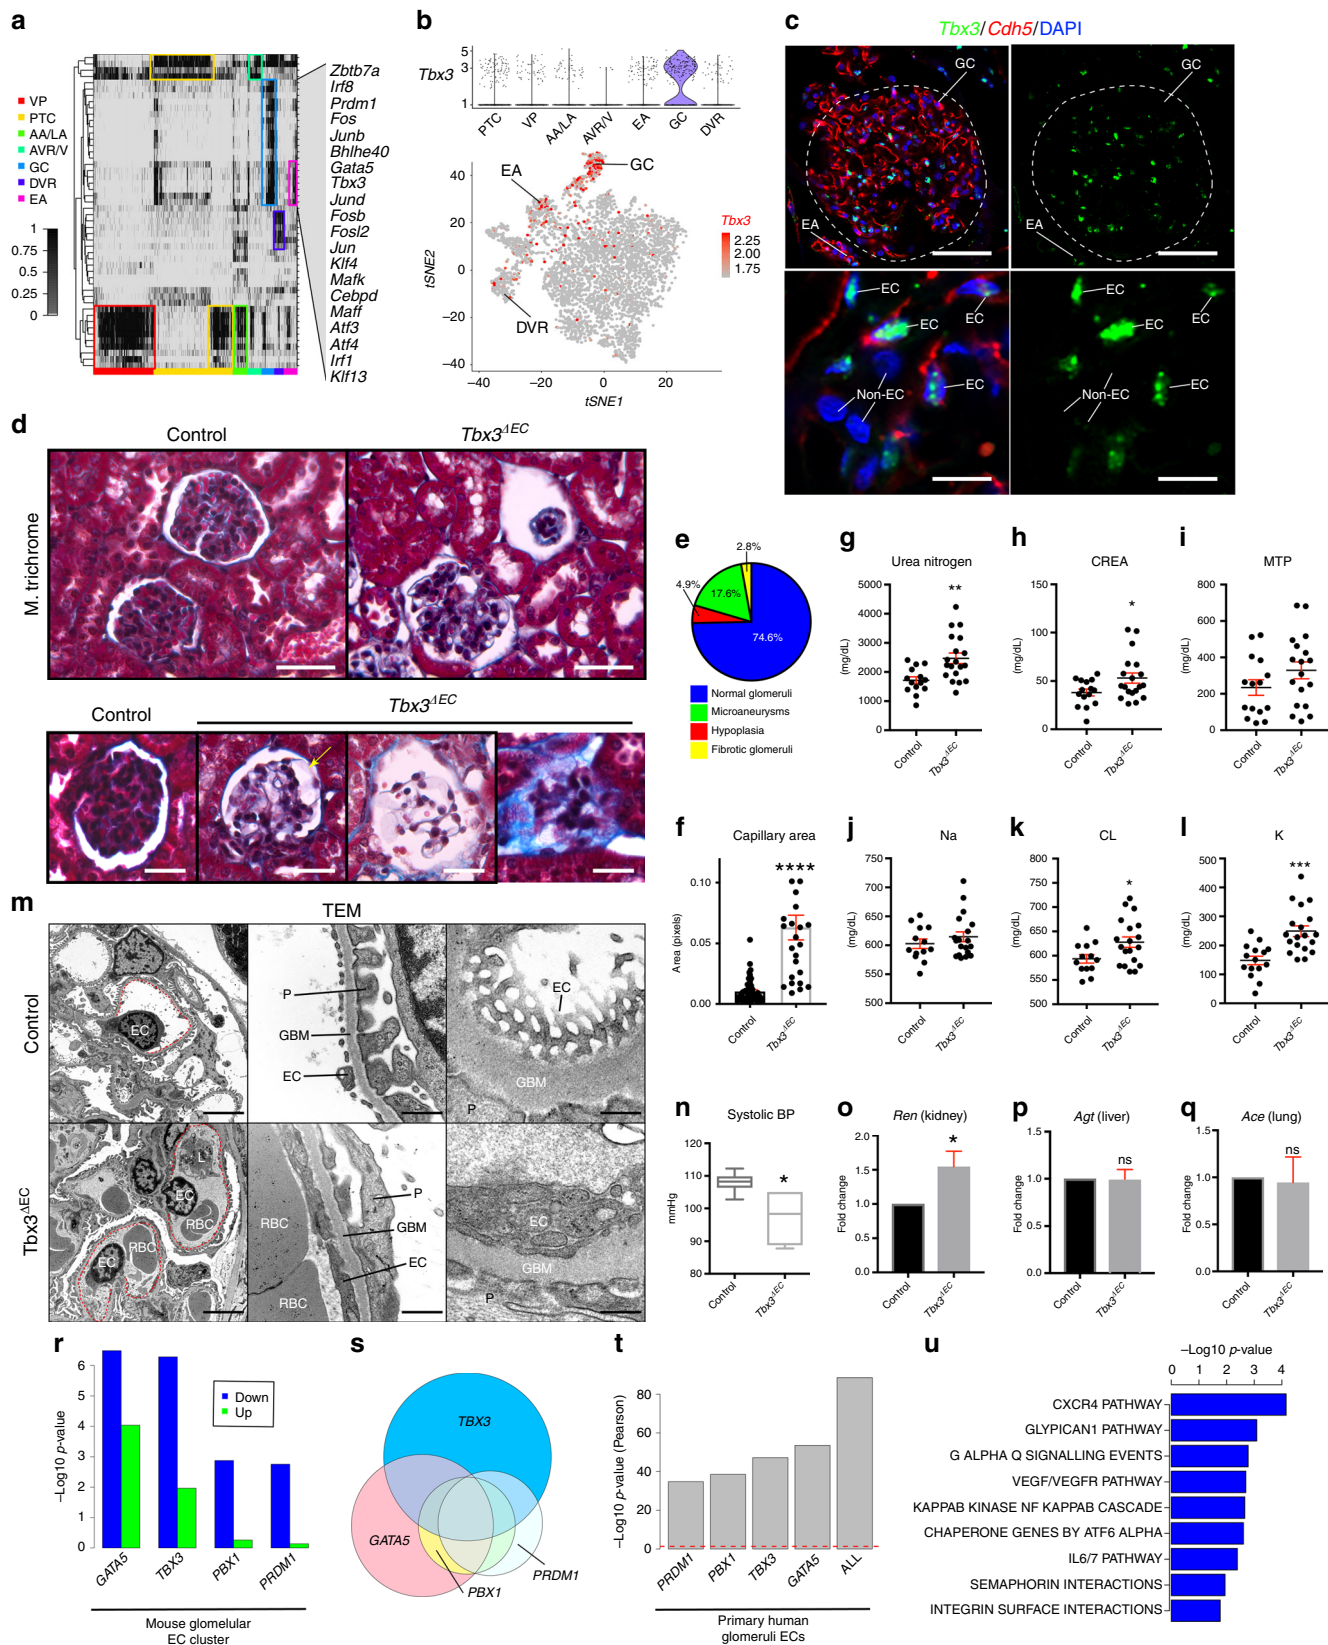 a
VP
PTC
AA/LA
AVR/V
GC
DVR
EA
1
0.75
0.5
0.25
0
Zbtb7a
Irf8
Prdm1
Fos
Junb
Bhlhe40
Gata5
Tbx3
Jund
Fosb
Fosl2
Jun
Klf4
Mafk
Cebpd
Maff
Atf3
Atf4
Irf1
Klf13
b
Tbx3
5
3
1
PTC
VP
AA/LA
AVR/V
EA
GC
DVR
EA
GC
DVR
40
20
0
−20
−40
tSNE2
−40
−20
0
20
tSNE1
Tbx3
2.25
2.00
1.75
c
Tbx3/Cdh5/DAPI
GC
EA
GC
EA
EC
EC
EC
EC
Non-EC
EC
EC
EC
EC
Non-EC
d
Control
Tbx3ΔEC
M. trichrome
Control
Tbx3ΔEC
e
2.8%
4.9%
17.6%
74.6%
Normal glomeruli
Microaneurysms
Hypoplasia
Fibrotic glomeruli
g
Urea nitrogen
**
(mg/dL)
5000
4000
3000
2000
1000
0
Control
Tbx3ΔEC
h
CREA
*
(mg/dL)
150
100
50
0
Control
Tbx3ΔEC
i
MTP
(mg/dL)
800
600
400
200
0
Control
Tbx3ΔEC
f
Capillary area
****
Area (pixels)
0.10
0.05
0.00
Control
Tbx3ΔEC
j
Na
(mg/dL)
750
700
650
600
550
500
Control
Tbx3ΔEC
k
CL
*
(mg/dL)
800
750
700
650
600
550
500
Control
Tbx3ΔEC
l
K
***
(mg/dL)
500
400
300
200
100
0
Control
Tbx3ΔEC
m
TEM
Control
EC
P
GBM
EC
EC
GBM
P
Tbx3ΔEC
L
EC
RBC
RBC
EC
RBC
RBC
P
GBM
EC
EC
GBM
P
n
Systolic BP
*
mmHg
120
110
100
90
80
Control
Tbx3ΔEC
o
Ren (kidney)
*
Fold change
2.0
1.5
1.0
0.5
0.0
Control
Tbx3ΔEC
p
Agt (liver)
ns
Fold change
1.5
1.0
0.5
0.0
Control
Tbx3ΔEC
q
Ace (lung)
ns
Fold change
1.5
1.0
0.5
0.0
Control
Tbx3ΔEC
r
−Log10 p-value
6
5
4
3
2
1
0
Down
Up
GATA5
TBX3
PBX1
PRDM1
Mouse glomelular
EC cluster
s
TBX3
GATA5
PBX1
PRDM1
t
−Log10 p-value (Pearson)
80
60
40
20
0
PRDM1
PBX1
TBX3
GATA5
ALL
Primary human
glomeruli ECs
u
−Log10 p-value
0 1 2 3 4
CXCR4 PATHWAY
GLYPICAN1 PATHWAY
G ALPHA Q SIGNALLING EVENTS
VEGF/VEGFR PATHWAY
KAPPAB KINASE NF KAPPAB CASCADE
CHAPERONE GENES BY ATF6 ALPHA
IL6/7 PATHWAY
SEMAPHORIN INTERACTIONS
INTEGRIN SURFACE INTERACTIONS